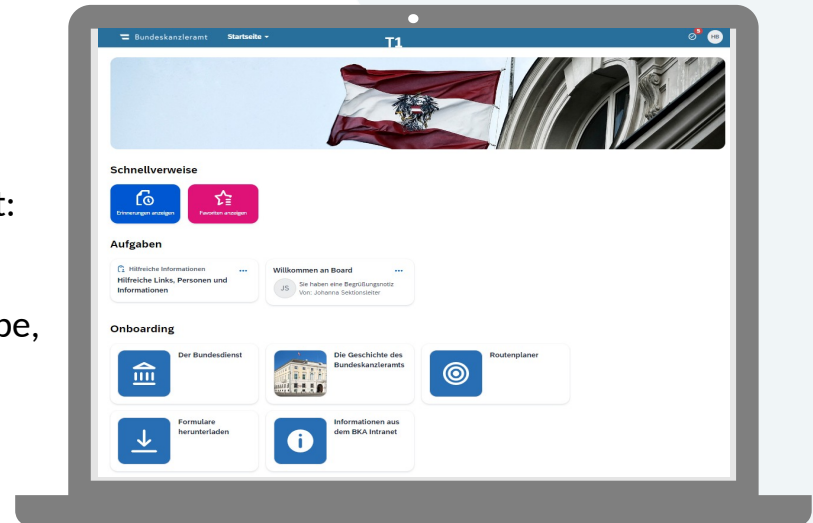 t:
be,
Bundeskanzleramt Startseite T1 HB
Schnellverweise
Erinnerungen anzeigen Favoriten anzeigen
Aufgaben
Hilfreiche Informationen
Hilfreiche Links, Personen und
Informationen
Willkommen an Board
JS Sie haben eine Begrüßungsnotiz
Von: Johanna Sektionsleiter
Onboarding
Der Bundesdienst
Die Geschichte des
Bundeskanzleramts
Routenplaner
Formulare
herunterladen
Informationen aus
dem BKA Intranet